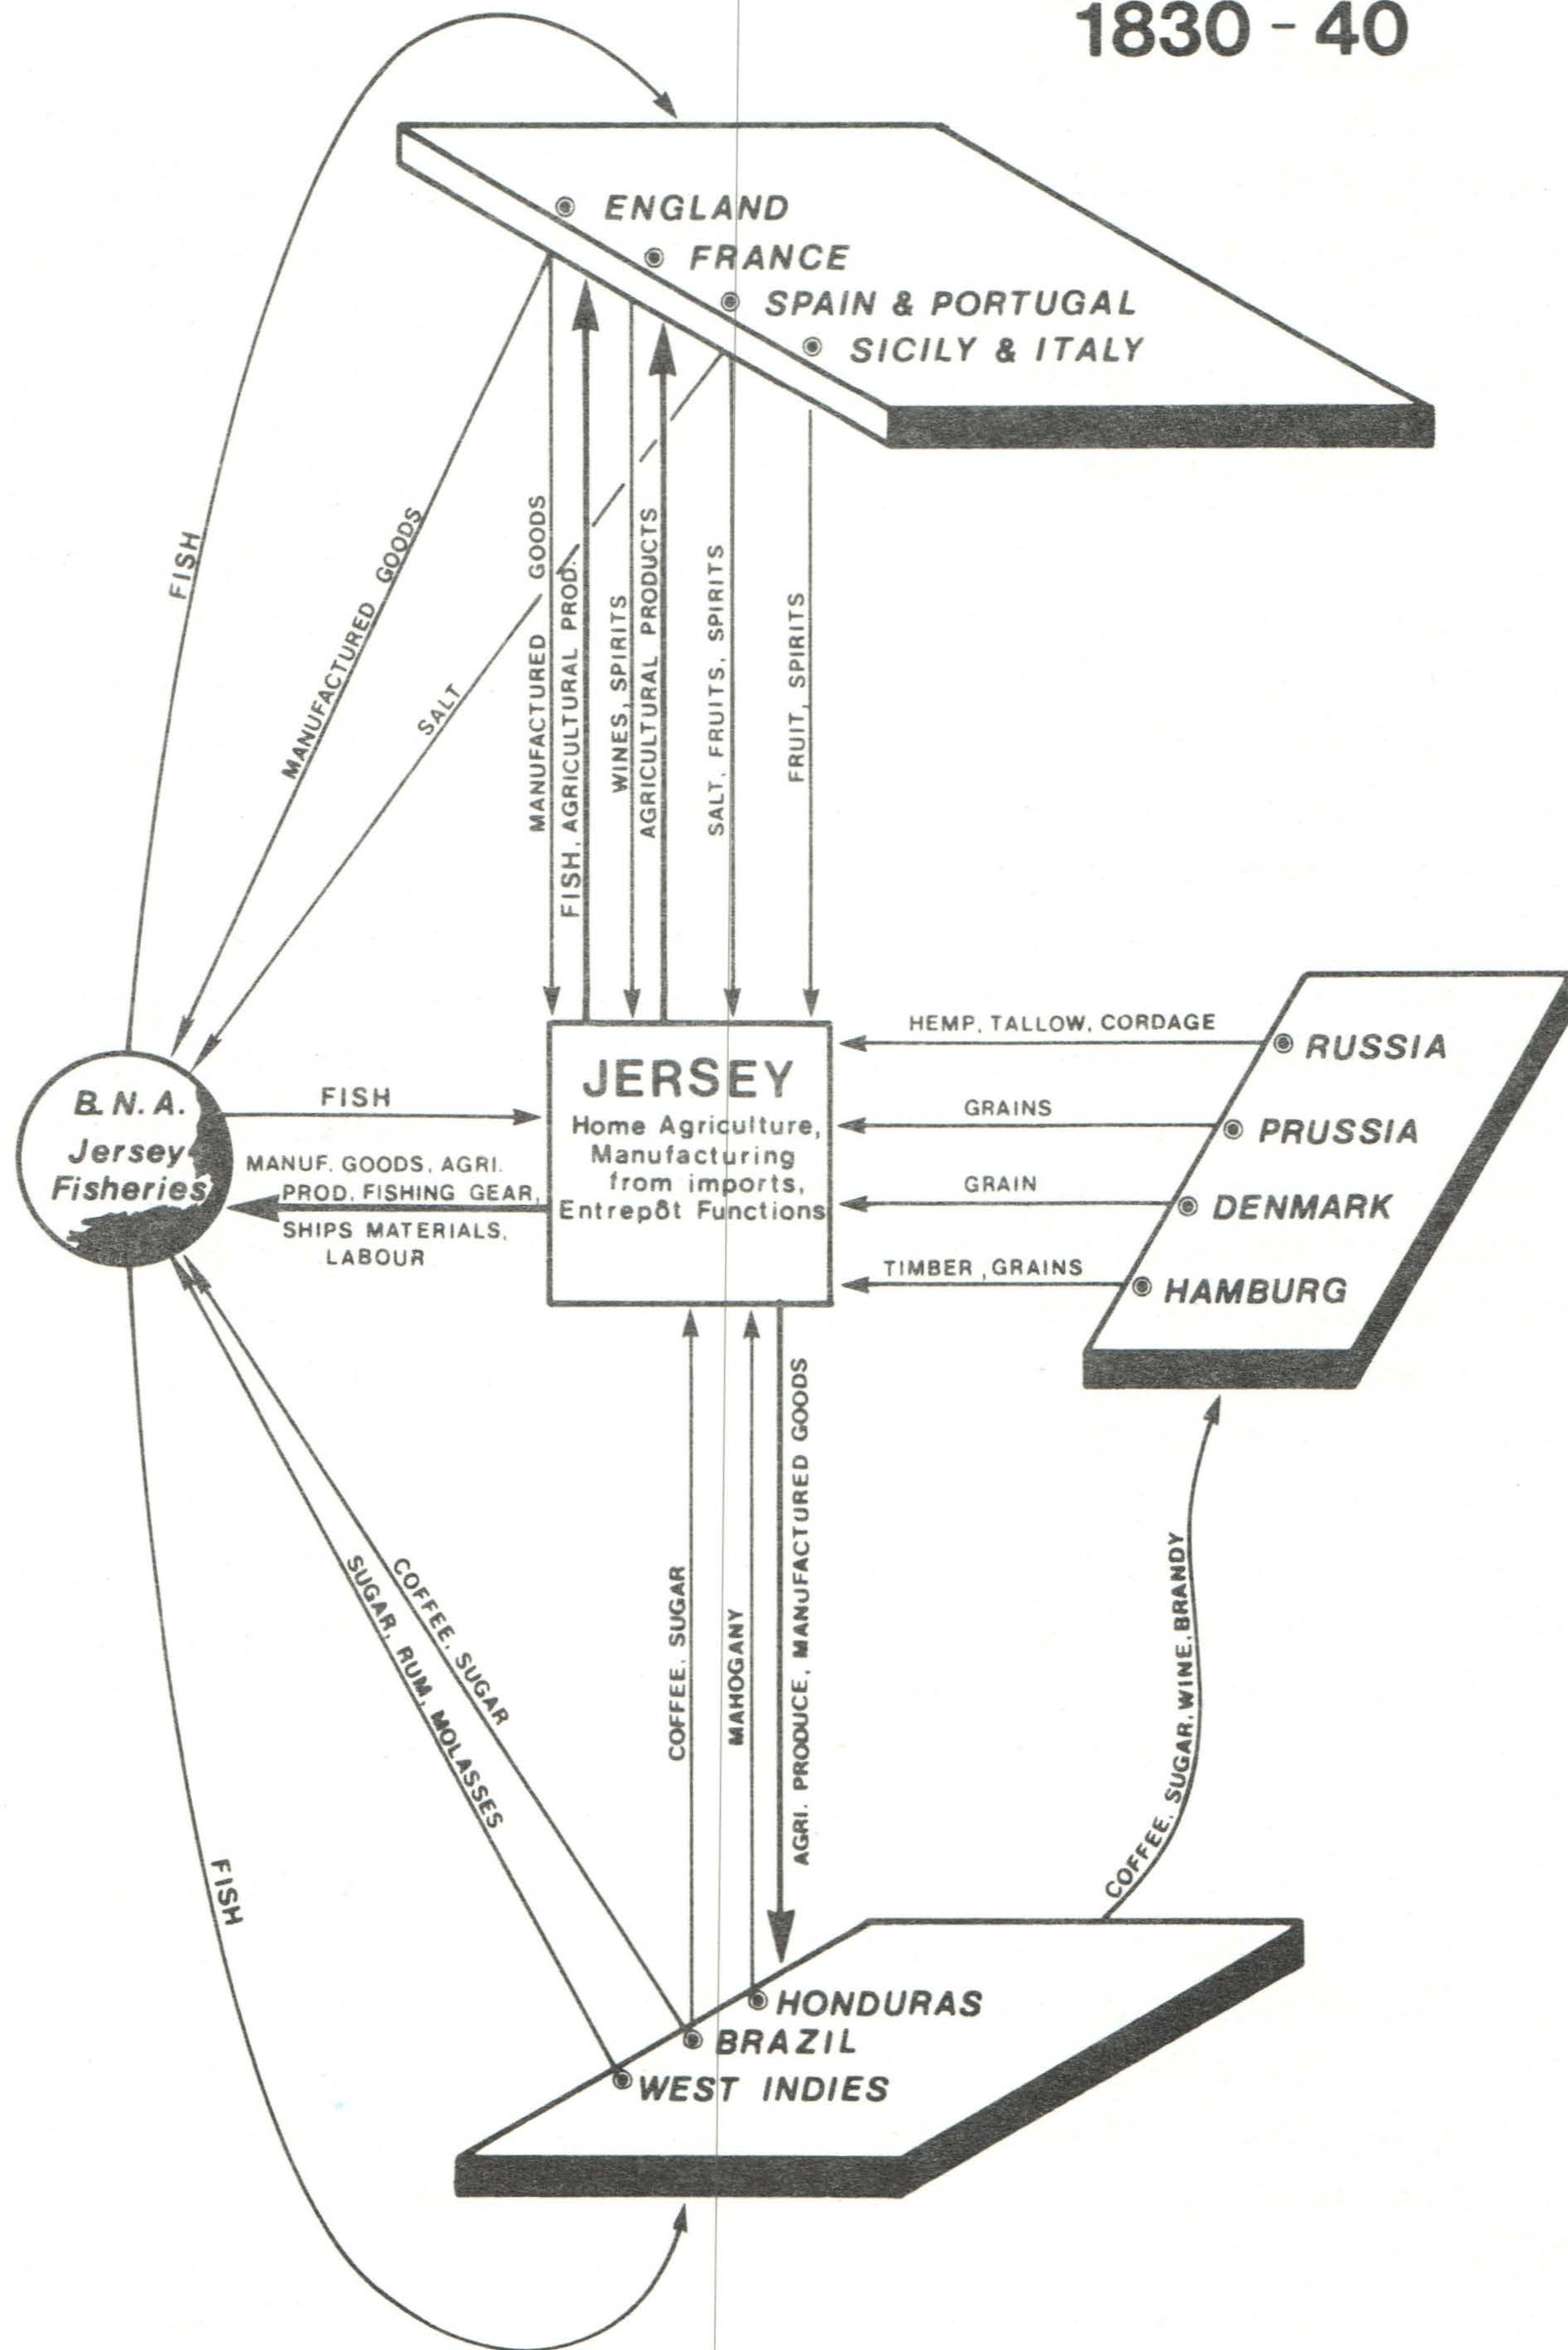 1830 - 40
ENGLAND
FRANCE
SPAIN & PORTUGAL
SICILY & ITALY
FISH
MANUFACTURED GOODS
SALT
MANUFACTURED GOODS
FISH, AGRICULTURAL PROD.
WINES, SPIRITS
AGRICULTURAL PRODUCTS
SALT, FRUITS, SPIRITS
FRUIT, SPIRITS
B.N.A.
Jersey
Fisheries
FISH
MANUF. GOODS, AGRI.
PROD. FISHING GEAR,
SHIPS MATERIALS,
LABOUR
JERSEY
Home Agriculture,
Manufacturing
from imports,
Entrepôt Functions
HEMP, TALLOW, CORDAGE
GRAINS
GRAIN
TIMBER, GRAINS
RUSSIA
PRUSSIA
DENMARK
HAMBURG
COFFEE, SUGAR
SUGAR, RUM, MOLASSES
COFFEE, SUGAR
MAHOGANY
AGRI. PRODUCE, MANUFACTURED GOODS
COFFEE, SUGAR, WINE, BRANDY
FISH
HONDURAS
BRAZIL
WEST INDIES